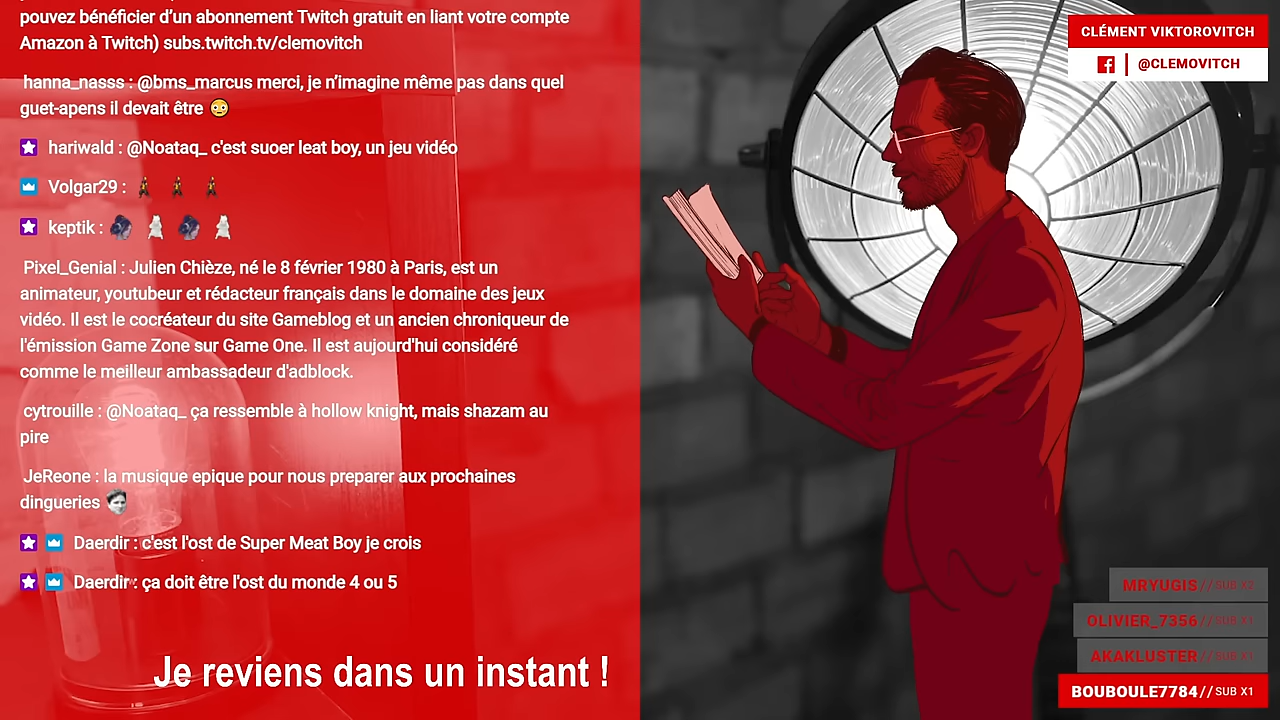 pouvez bénéficier d’un abonnement Twitch gratuit en liant votre compte
Amazon à Twitch) subs.twitch.tv/clemovitch
hanna_nasss : @bms_marcus merci, je n’imagine même pas dans quel
guet-apens il devait être 😳
hariwald : @Noataq_ c'est suoer leat boy, un jeu vidéo
Volgar29 :
keptik :
Pixel_Genial : Julien Chièze, né le 8 février 1980 à Paris, est un
animateur, youtubeur et rédacteur français dans le domaine des jeux
vidéo. Il est le cocréateur du site Gameblog et un ancien chroniqueur de
l'émission Game Zone sur Game One. Il est aujourd'hui considéré
comme le meilleur ambassadeur d'adblock.
cytrouille : @Noataq_ ça ressemble à hollow knight, mais shazam au
pire
JeReone : la musique epique pour nous preparer aux prochaines
dingueries
Daerdir : c'est l'ost de Super Meat Boy je crois
Daerdir : ça doit être l'ost du monde 4 ou 5
Je reviens dans un instant !
CLÉMENT VIKTOROVITCH
@CLEMOVITCH
MRYUGIS // SUB X2
OLIVIER_7356 // SUB X1
AKAKLUSTER // SUB X1
BOUBOULE7784 // SUB X1